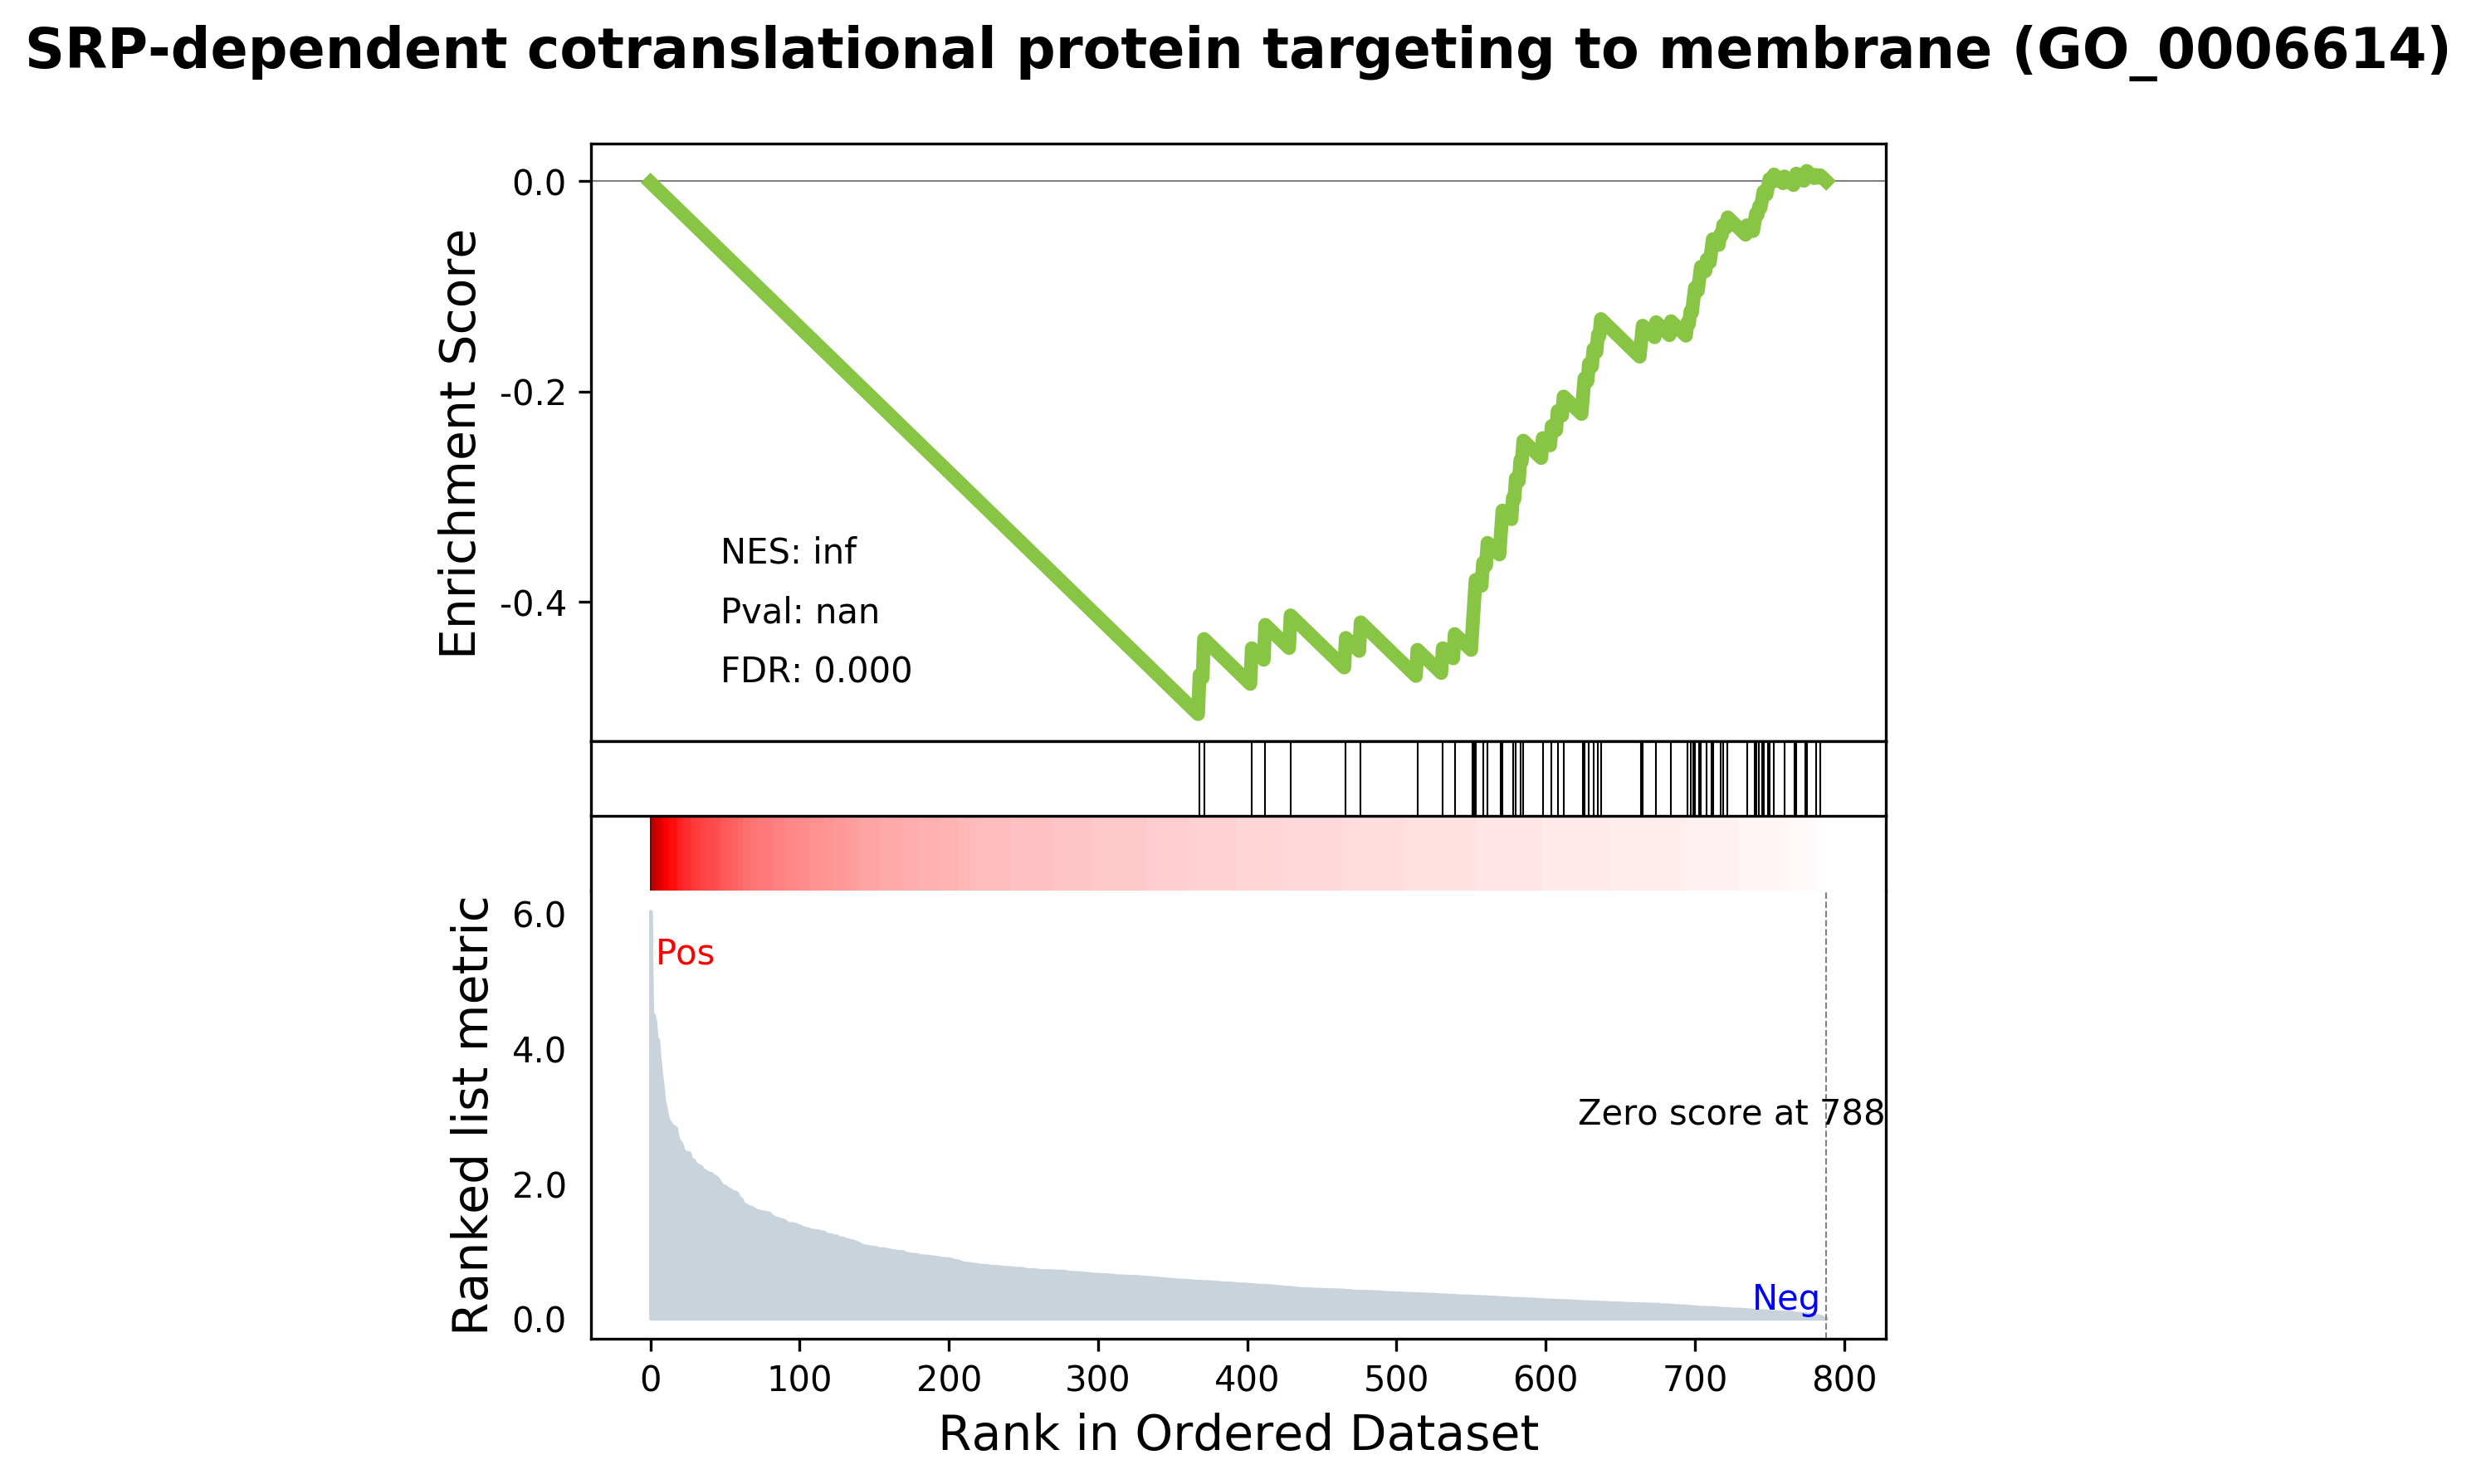 SRP-dependent cotranslational protein targeting to membrane (GO_0006614)
Enrichment Score
0.0
-0.2
-0.4
NES: inf
Pval: nan
FDR: 0.000
Ranked list metric
6.0
4.0
2.0
0.0
Pos
Zero score at 788
Neg
0 100 200 300 400 500 600 700 800
Rank in Ordered Dataset